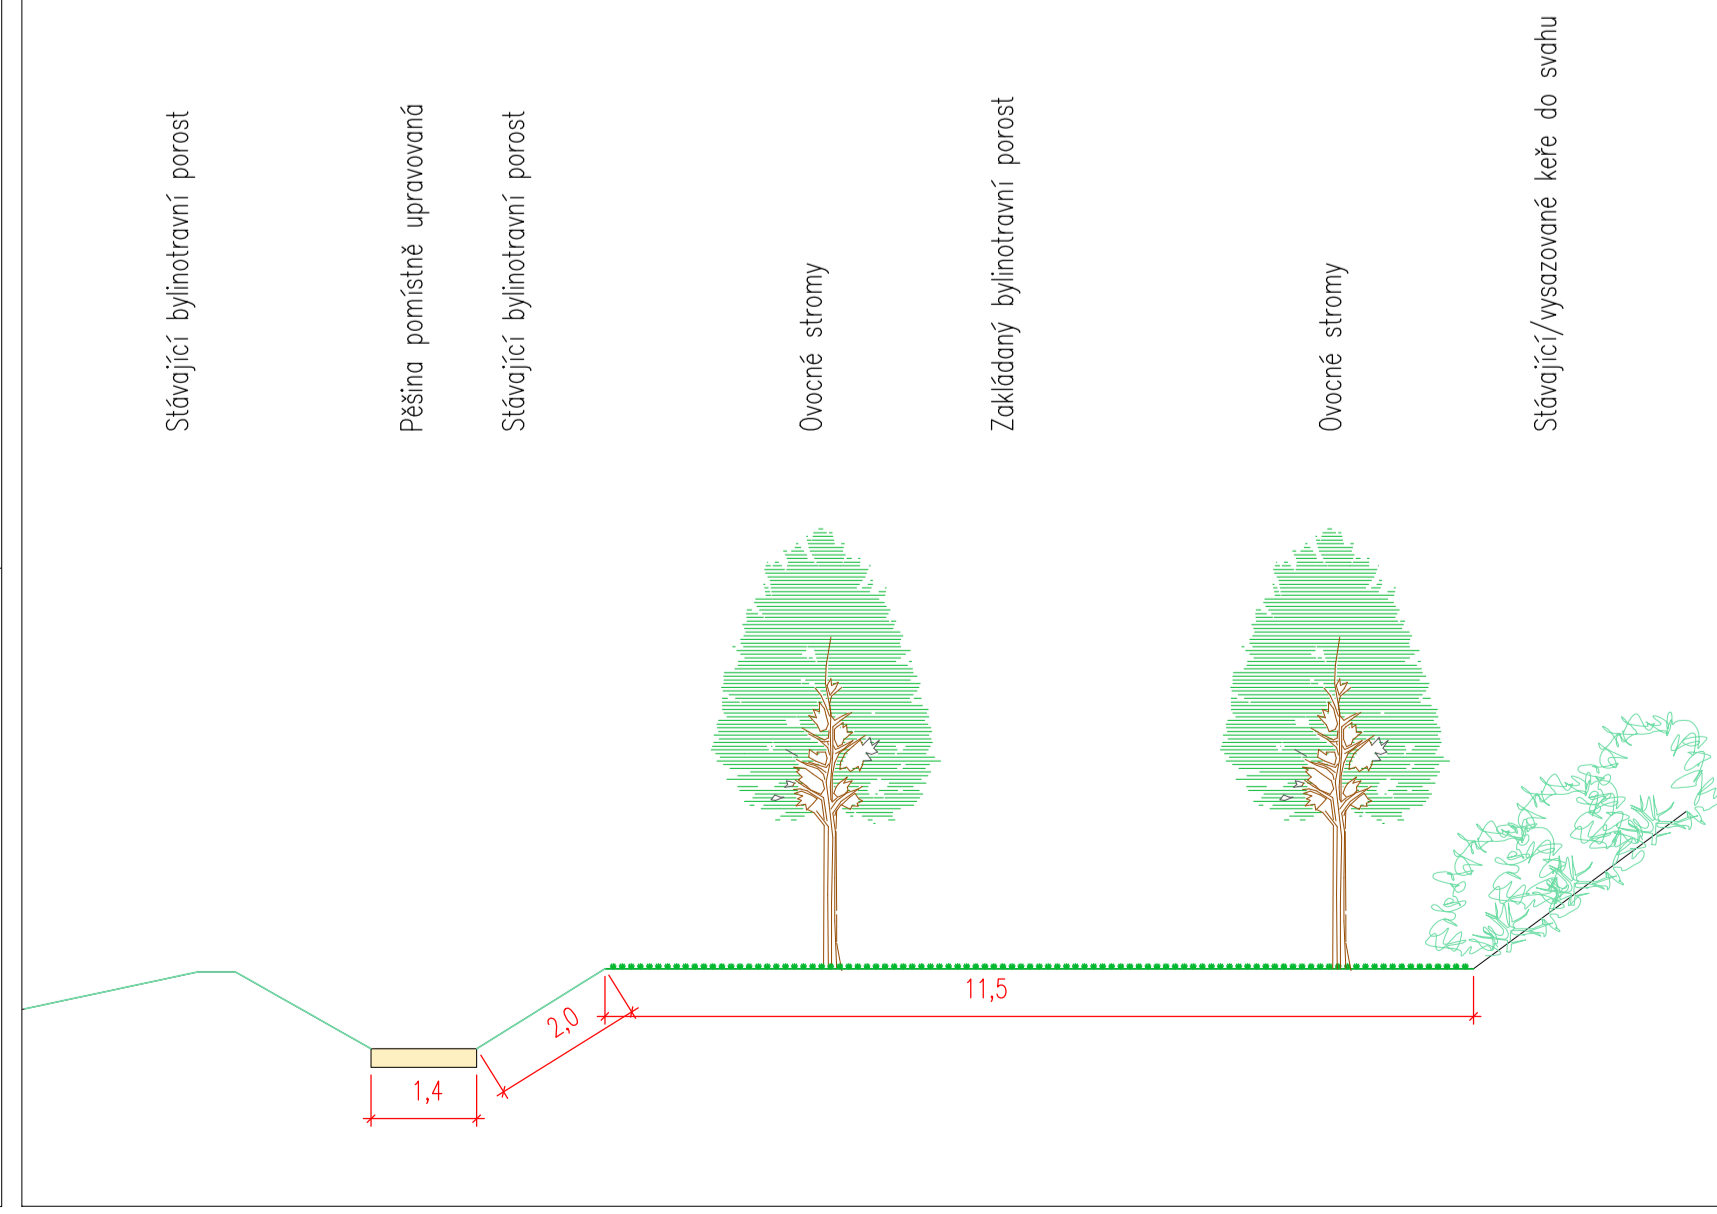 Stávající bylinotravní porost
Pěšina pomístně upravovaná
Stávající bylinotravní porost
Ovocné stromy
Zakládaný bylinotravní porost
Ovocné stromy
Stávající/vysazované keře do svahu
11,5
2,0
1,4